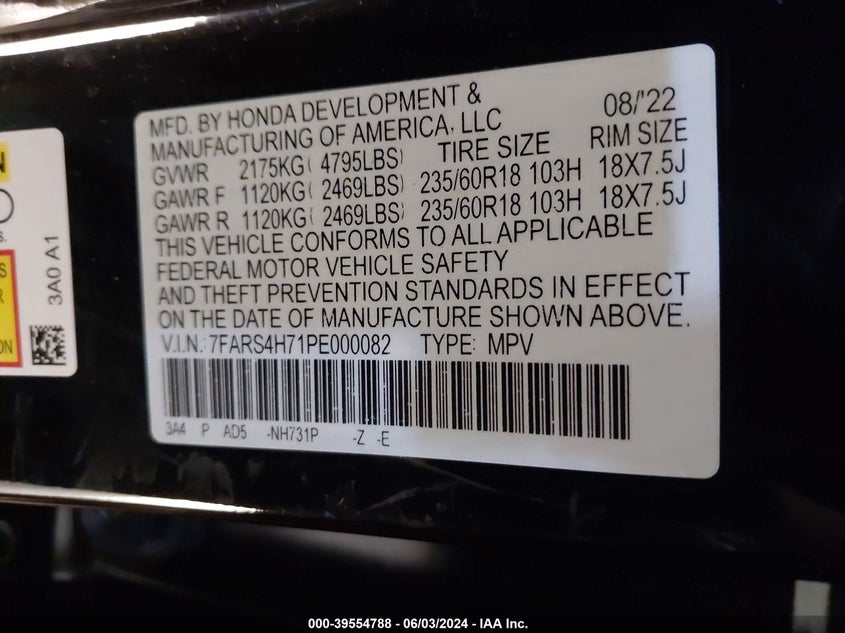 MFD. BY HONDA DEVELOPMENT & 08/'22
MANUFACTURING OF AMERICA, LLC
TIRE SIZE RIM SIZE
GVWR 2175KG( 4795LBS)
GAWR F 1120KG( 2469LBS) 235/60R18 103H 18X7.5J
GAWR R 1120KG( 2469LBS) 235/60R18 103H 18X7.5J
THIS VEHICLE CONFORMS TO ALL APPLICABLE
FEDERAL MOTOR VEHICLE SAFETY
AND THEFT PREVENTION STANDARDS IN EFFECT
ON THE DATE OF MANUFACTURE SHOWN ABOVE.
V.I.N.:7FARS4H71PE000082 TYPE: MPV
3A4 P AD5 -NH731P -Z -E
3A0 A1
000-39554788 - 06/03/2024 - IAA Inc.